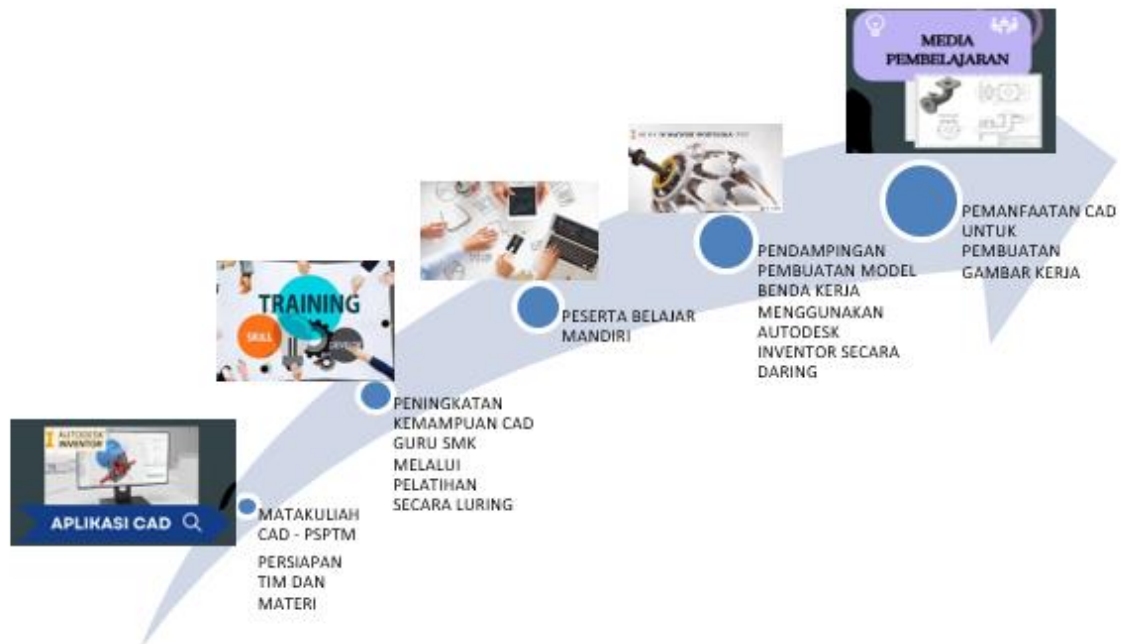 MEDIA
PEMBELAJARAN
PEMANFAATAN CAD
UNTUK
PEMBUATAN
GAMBAR KERJA
PENDAMPINGAN
PEMBUATAN MODEL
BENDA KERJA
MENGGUNAKAN
AUTODESK
INVENTOR SECARA
DARING
PESERTA BELAJAR
MANDIRI
TRAINING
SKILL
PENINGKATAN
KEMAMPUAN CAD
GURU SMK
MELALUI
PELATIHAN
SECARA LURING
AUTODESK
INVENTOR
APLIKASI CAD
MATAKULIAH
CAD - PSPTM
PERSIAPAN
TIM DAN
MATERI